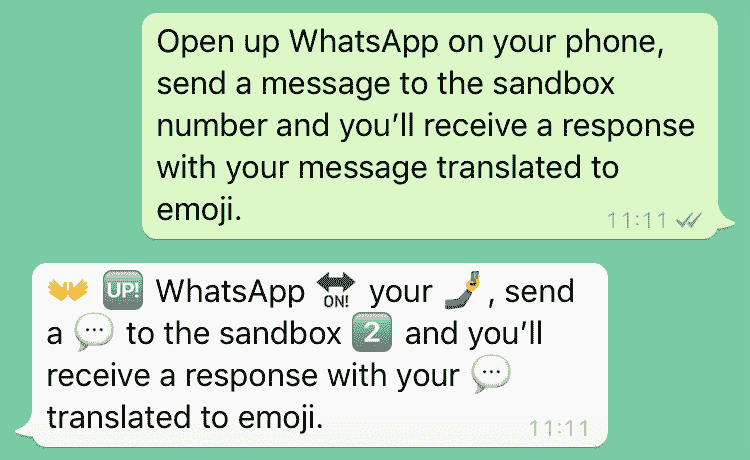 Open up WhatsApp on your phone,
send a message to the sandbox
number and you’ll receive a response
with your message translated to
emoji.
11:11
👐 🆙 WhatsApp 🔛 your 🤳, send
a 💬 to the sandbox 2️⃣ and you’ll
receive a response with your 💬
translated to emoji.
11:11